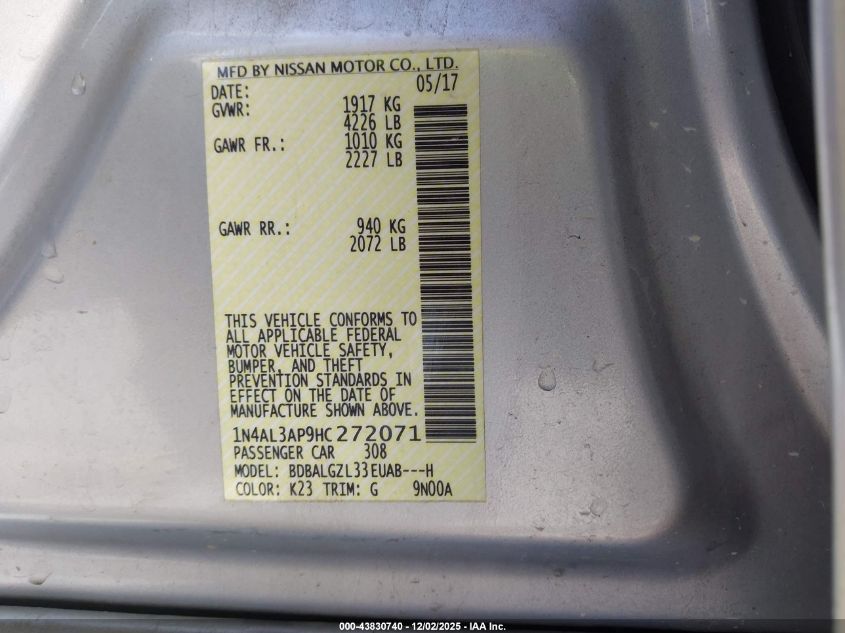 MFD BY NISSAN MOTOR CO., LTD.
DATE: 05/17
GVWR: 1917 KG
4226 LB
GAWR FR.: 1010 KG
2227 LB
GAWR RR.: 940 KG
2072 LB
THIS VEHICLE CONFORMS TO
ALL APPLICABLE FEDERAL
MOTOR VEHICLE SAFETY,
BUMPER, AND THEFT
PREVENTION STANDARDS IN
EFFECT ON THE DATE OF
MANUFACTURE SHOWN ABOVE.
1N4AL3AP9HC272071
PASSENGER CAR 308
MODEL: BDBALGZL33EUAB---H
COLOR: K23 TRIM: G 9N00A
000-43830740 - 12/02/2025 - IAA Inc.